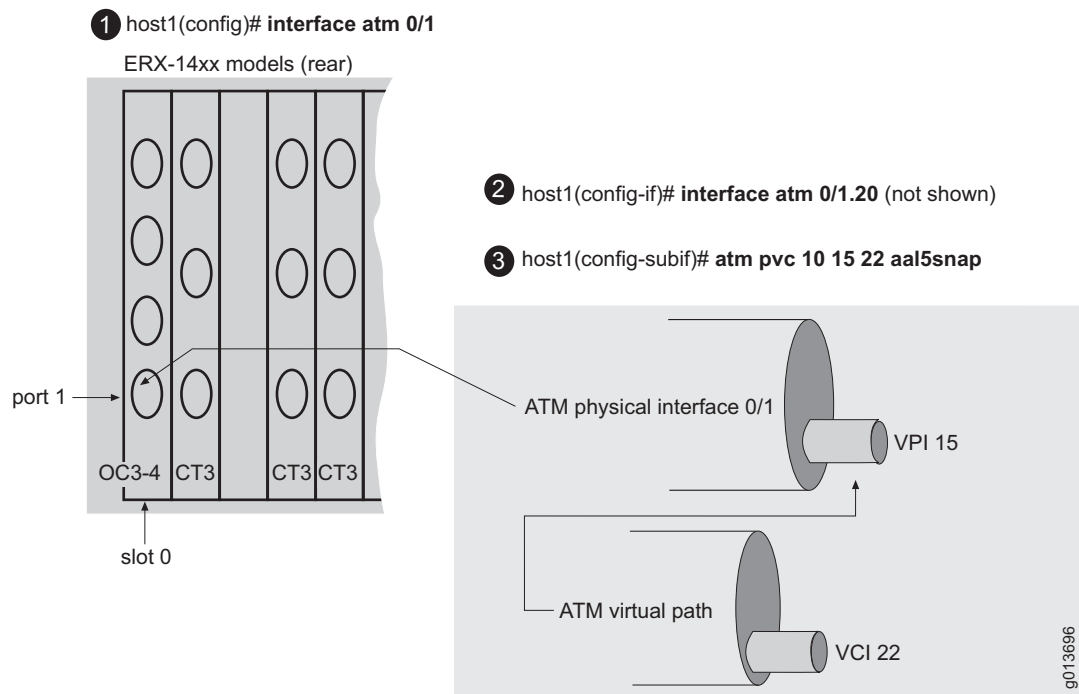 1 host1(config)# interface atm 0/1
ERX-14xx models (rear)
2 host1(config-if)# interface atm 0/1.20 (not shown)
3 host1(config-subif)# atm pvc 10 15 22 aal5snap
port 1
OC3-4 CT3 CT3 CT3
slot 0
ATM physical interface 0/1
VPI 15
ATM virtual path
VCI 22
g013696